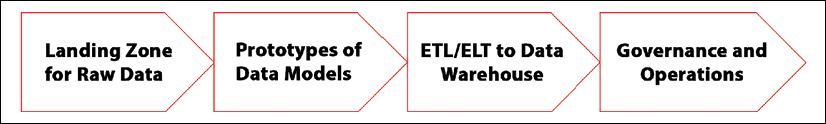 Landing Zone
for Raw Data
Prototypes of
Data Models
ETL/ELT to Data
Warehouse
Governance and
Operations